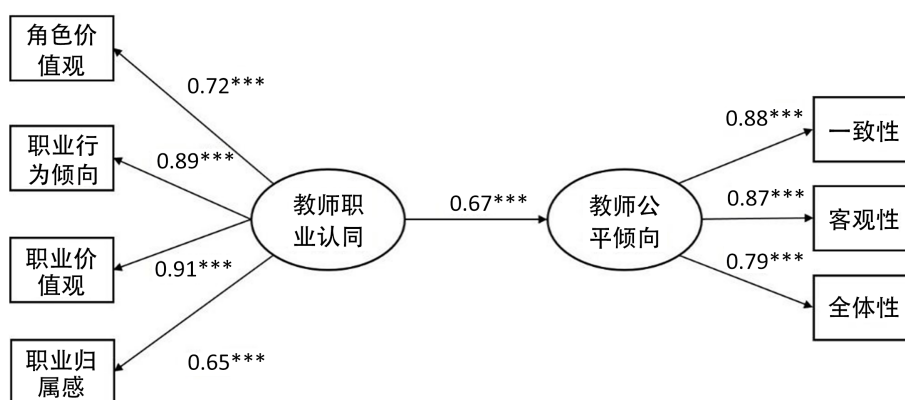 角色价
值观
0.72***
职业行
为倾向
0.89***
职业价
值观
0.91***
职业归
属感
0.65***
教师职
业认同
0.67***
教师公
平倾向
0.88***
一致性
0.87***
客观性
0.79***
全体性